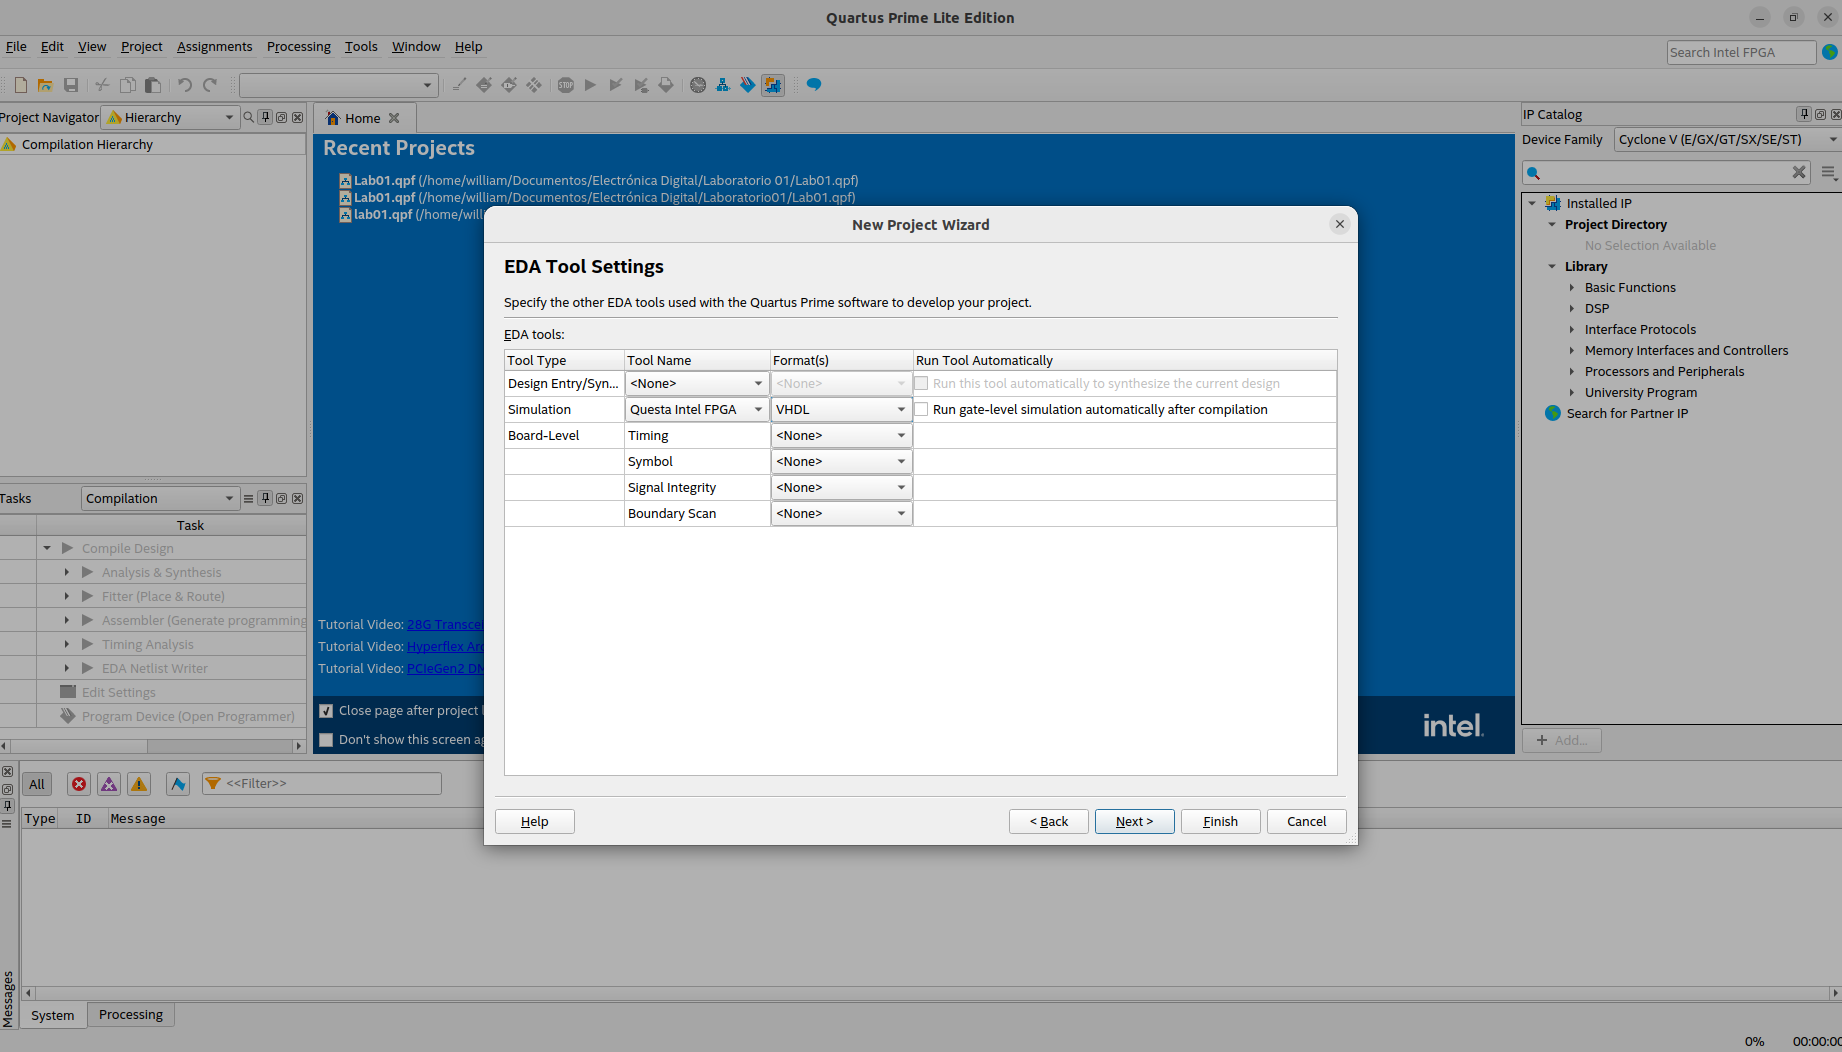 Quartus Prime Lite Edition
File Edit View Project Assignments Processing Tools Window Help
Search Intel FPGA
Project Navigator Hierarchy
Compilation Hierarchy
Home
Recent Projects
Lab01.qpf (/home/william/Documentos/Electrónica Digital/Laboratorio 01/Lab01.qpf)
Lab01.qpf (/home/william/Documentos/Electrónica Digital/Laboratorio01/Lab01.qpf)
lab01.qpf (/home/will
New Project Wizard
EDA Tool Settings
Specify the other EDA tools used with the Quartus Prime software to develop your project.
EDA tools:
Tool Type Tool Name Format(s) Run Tool Automatically
Design Entry/Syn... <None> <None> Run this tool automatically to synthesize the current design
Simulation Questa Intel FPGA VHDL Run gate-level simulation automatically after compilation
Board-Level Timing <None>
Symbol <None>
Signal Integrity <None>
Boundary Scan <None>
Help < Back Next > Finish Cancel
IP Catalog
Device Family Cyclone V (E/GX/GT/SX/SE/ST)
Installed IP
Project Directory
No Selection Available
Library
Basic Functions
DSP
Interface Protocols
Memory Interfaces and Controllers
Processors and Peripherals
University Program
Search for Partner IP
+ Add...
Tasks Compilation
Task
Compile Design
Analysis & Synthesis
Fitter (Place & Route)
Assembler (Generate programming
Timing Analysis
EDA Netlist Writer
Edit Settings
Program Device (Open Programmer)
Tutorial Video: 28G Transcei
Tutorial Video: Hyperflex Arc
Tutorial Video: PCIeGen2 DM
Close page after project l
Don't show this screen ag
intel.
All <<Filter>>
Type ID Message
Messages
System Processing
0% 00:00:00
STOP